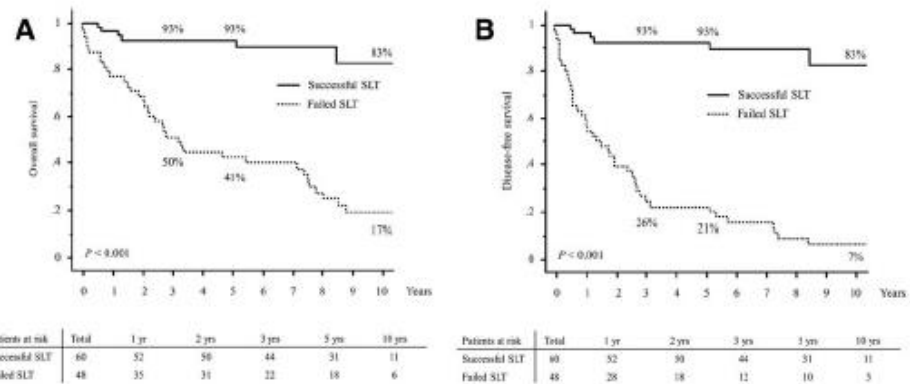 A
1
93%
93%
83%
.8
Successful SLT
Failed SLT
.6
Overall survival
.4
50%
41%
.2
17%
P < 0.001
0
0 1 2 3 4 5 6 7 8 9 10 Years
tients at risk Total 1 yr 2 yrs 3 yrs 5 yrs 10 yrs
ccessful SLT 60 52 50 44 31 11
iled SLT 48 35 31 22 18 6
B
1
93%
93%
83%
.8
Successful SLT
Failed SLT
.6
Disease-free survival
.4
.2
26%
21%
7%
P < 0.001
0
0 1 2 3 4 5 6 7 8 9 10 Years
Patients at risk Total 1 yr 2 yrs 3 yrs 5 yrs 10 yrs
Successful SLT 60 52 50 44 31 11
Failed SLT 48 28 18 12 10 3